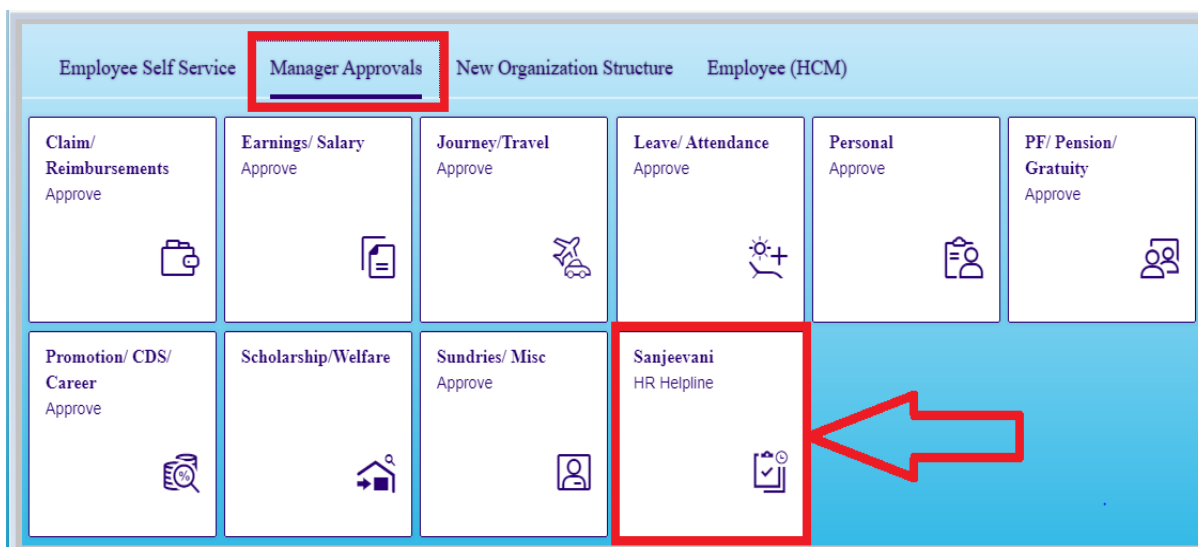 Employee Self Service Manager Approvals New Organization Structure Employee (HCM)
Claim/
Reimbursements
Approve
Earnings/ Salary
Approve
Journey/Travel
Approve
Leave/ Attendance
Approve
Personal
Approve
PF/ Pension/
Gratuity
Approve
Promotion/ CDS/
Career
Approve
Scholarship/Welfare
Sundries/ Misc
Approve
Sanjeevani
HR Helpline